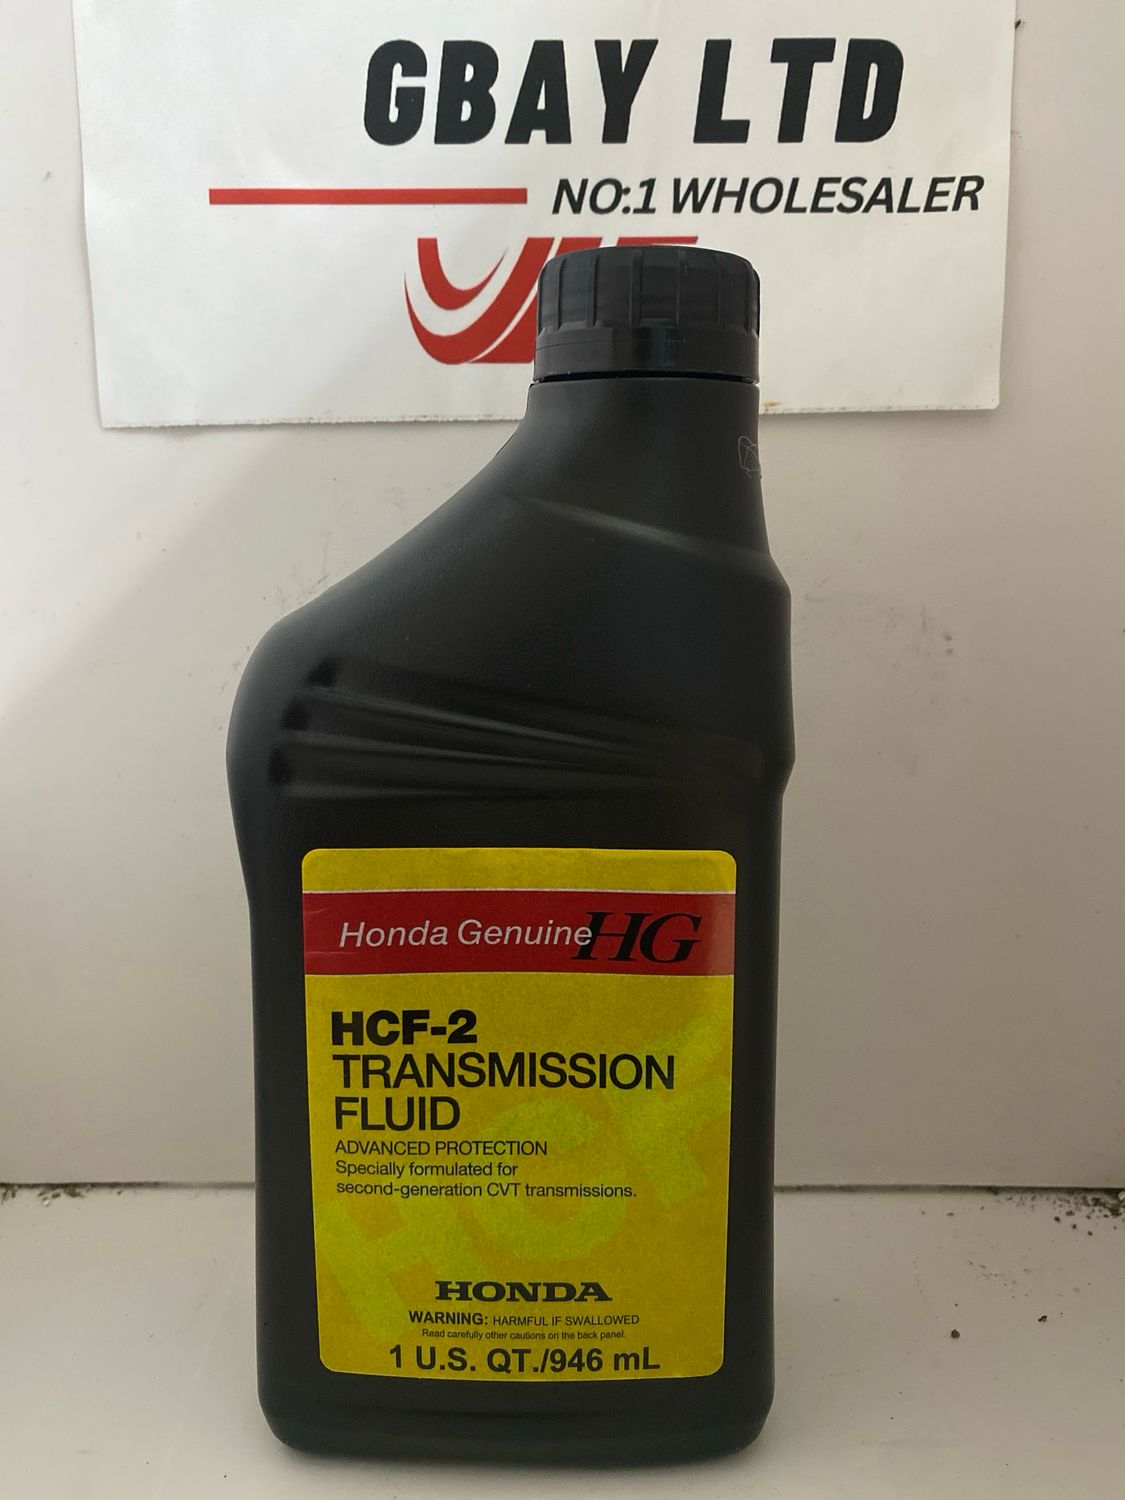 GBAY LTD
NO:1 WHOLESALER
Honda Genuine HG
HCF-2
TRANSMISSION
FLUID
ADVANCED PROTECTION
Specially formulated for
second-generation CVT transmissions.
HONDA
WARNING: HARMFUL IF SWALLOWED
Read carefully other cautions on the back panel.
1 U.S. QT./946 mL